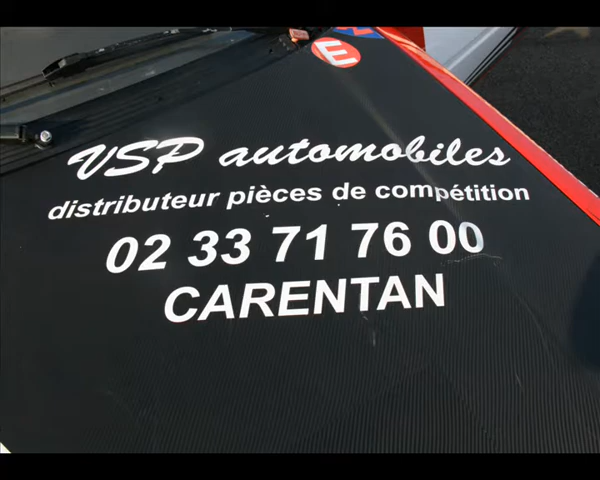 E
VSP automobiles
distributeur pièces de compétition
02 33 71 76 00
CARENTAN